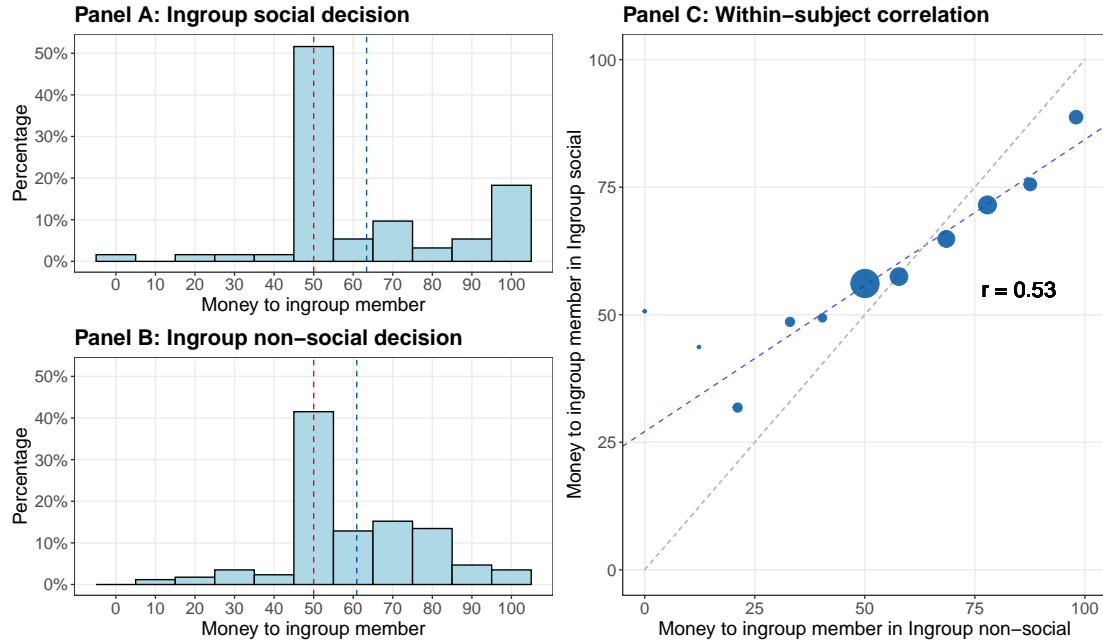 Panel A: Ingroup social decision
50%
40%
30%
20%
10%
0%
Percentage
0 10 20 30 40 50 60 70 80 90 100
Money to ingroup member
Panel B: Ingroup non−social decision
50%
40%
30%
20%
10%
0%
Percentage
0 10 20 30 40 50 60 70 80 90 100
Money to ingroup member
Panel C: Within−subject correlation
100
75
50
25
0
Money to ingroup member in Ingroup social
r = 0.53
0 25 50 75 100
Money to ingroup member in Ingroup non−social